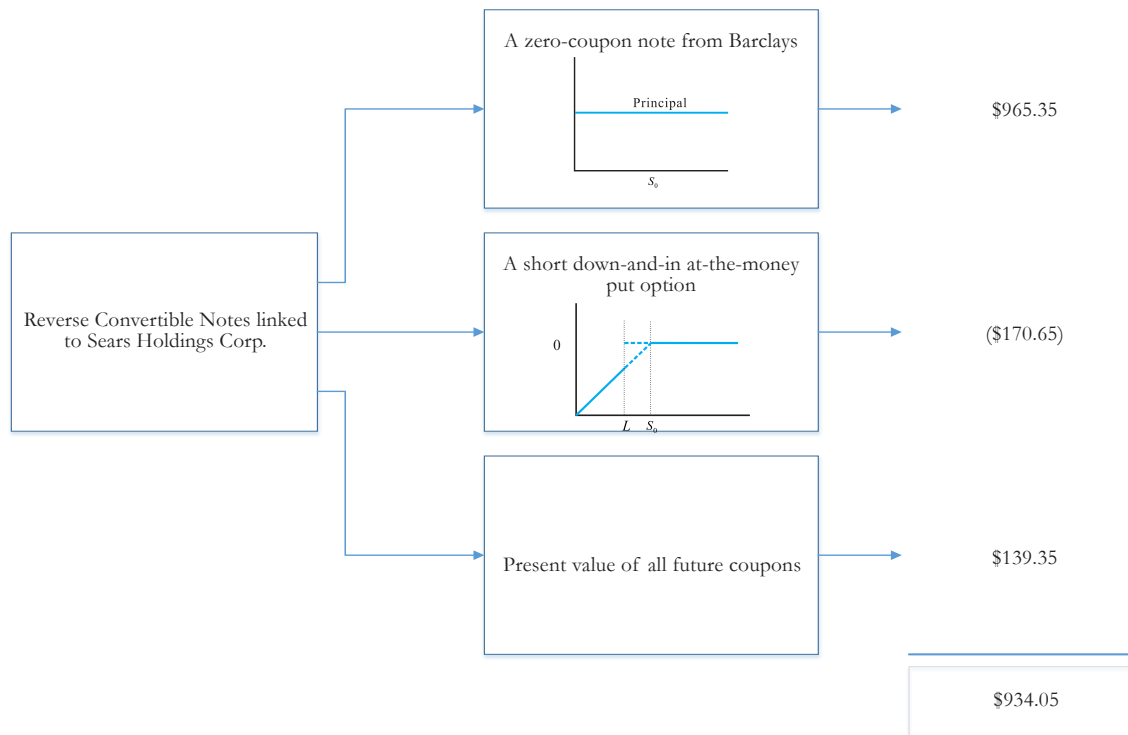 A zero-coupon note from Barclays
Principal
S₀
$965.35
Reverse Convertible Notes linked
to Sears Holdings Corp.
A short down-and-in at-the-money
put option
0
L S₀
($170.65)
Present value of all future coupons
$139.35
$934.05